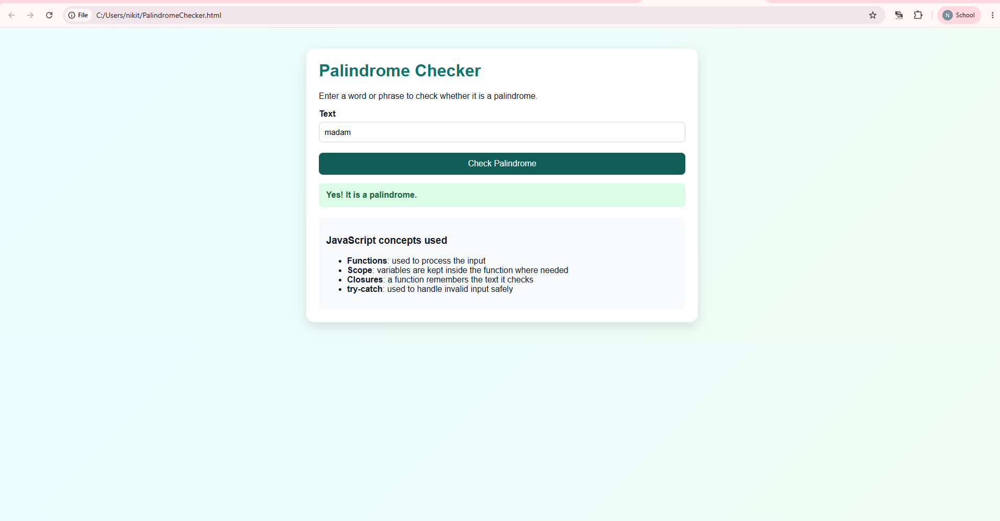 File C:/Users/nikit/PalindromeChecker.html N School
Palindrome Checker
Enter a word or phrase to check whether it is a palindrome.
Text
madam
Check Palindrome
Yes! It is a palindrome.
JavaScript concepts used
• Functions: used to process the input
• Scope: variables are kept inside the function where needed
• Closures: a function remembers the text it checks
• try-catch: used to handle invalid input safely